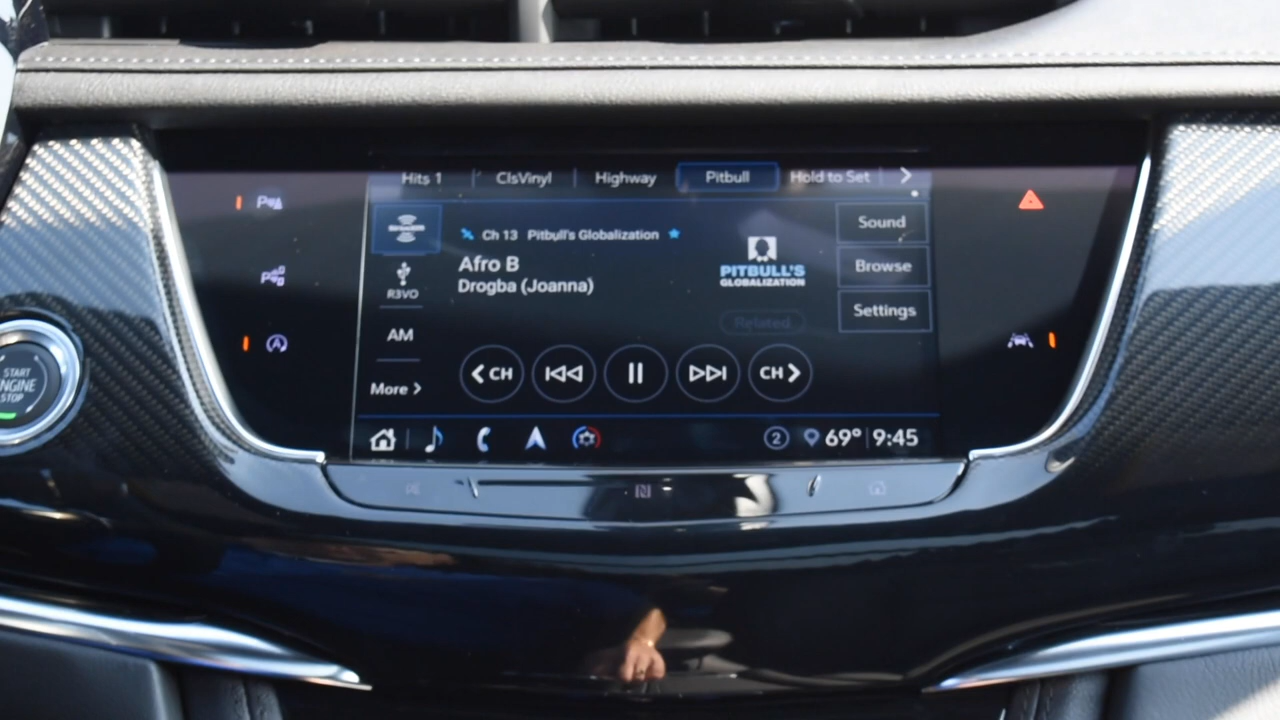 Hits 1 ClsVinyl Highway Pitbull Hold to Set >
Ch 13 Pitbull's Globalization
Sound
Afro B
Drogba (Joanna)
PITBULL'S
GLOBALIZATION
Browse
R3VO
Settings
Related
AM
More >
< CH
CH >
2 69° 9:45
START
ENGINE
STOP